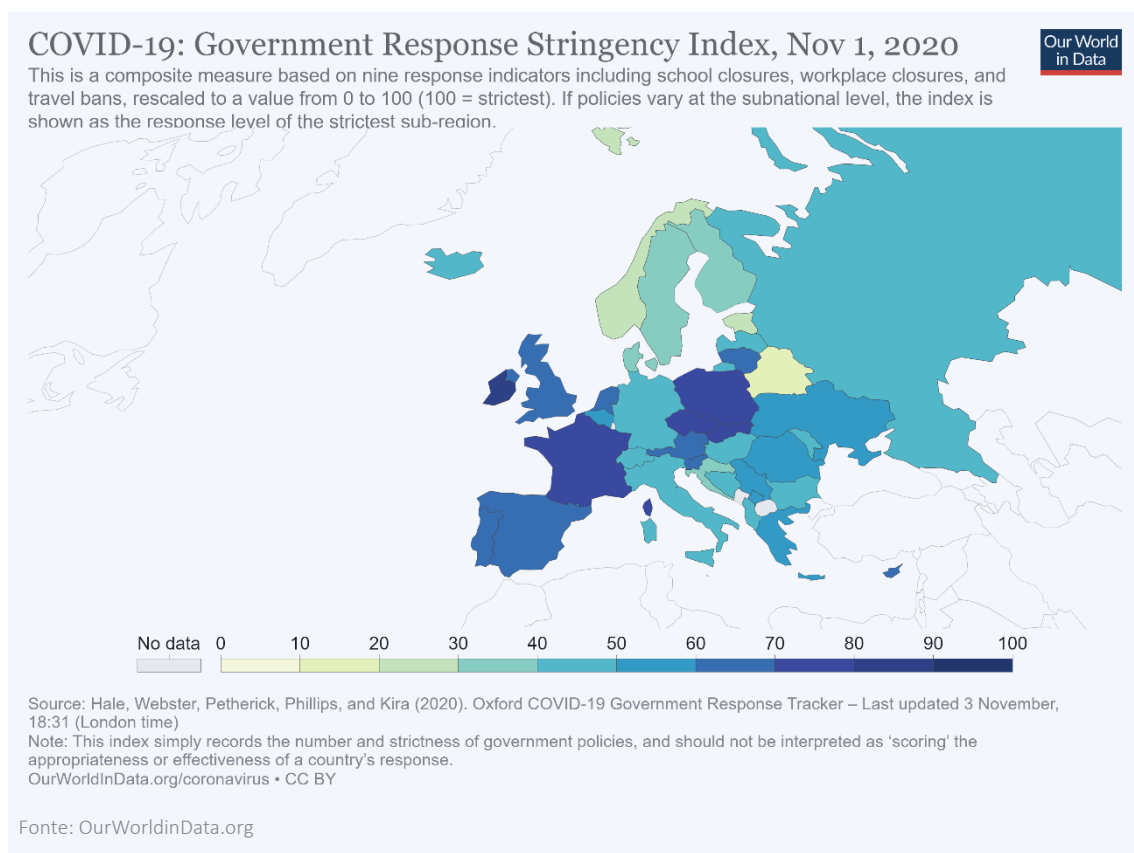 COVID-19: Government Response Stringency Index, Nov 1, 2020
Our World
in Data
This is a composite measure based on nine response indicators including school closures, workplace closures, and
travel bans, rescaled to a value from 0 to 100 (100 = strictest). If policies vary at the subnational level, the index is
shown as the response level of the strictest sub-region.
No data 0 10 20 30 40 50 60 70 80 90 100
Source: Hale, Webster, Petherick, Phillips, and Kira (2020). Oxford COVID-19 Government Response Tracker – Last updated 3 November,
18:31 (London time)
Note: This index simply records the number and strictness of government policies, and should not be interpreted as ‘scoring’ the
appropriateness or effectiveness of a country’s response.
OurWorldInData.org/coronavirus • CC BY
Fonte: OurWorldinData.org